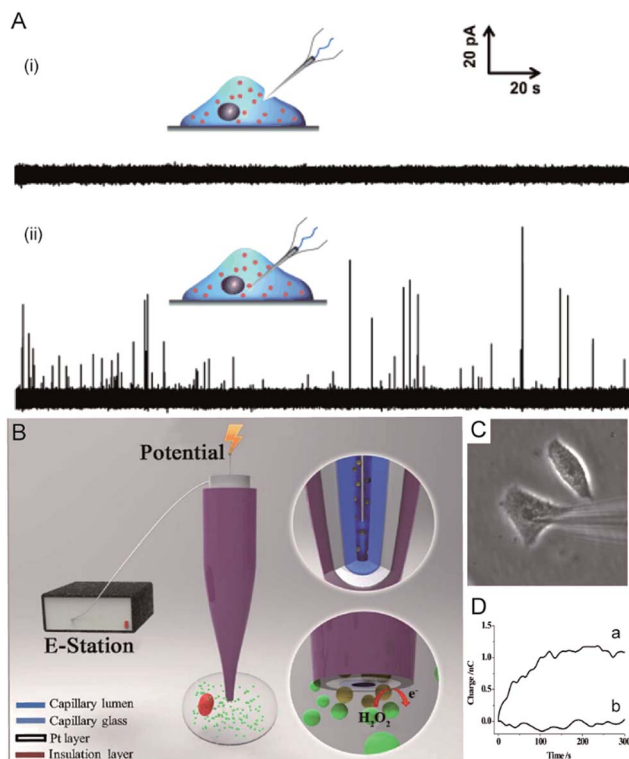 A
(i)
20 pA
20 s
(ii)
B
Potential
E-Station
Capillary lumen
Capillary glass
Pt layer
Insulation layer
e-
H2O2
C
D
Charge /nC
1.5
1.0
0.5
0.0
a
b
0
100
200
300
Time /s